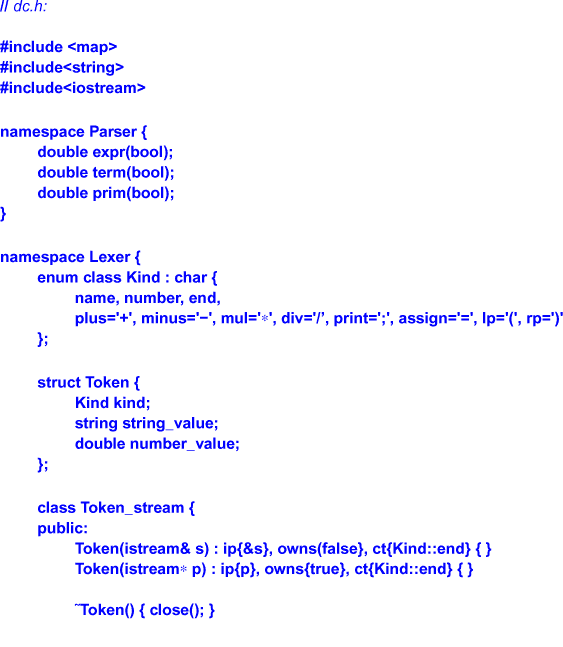 // dc.h:
#include <map>
#include<string>
#include<iostream>
namespace Parser {
double expr(bool);
double term(bool);
double prim(bool);
}
namespace Lexer {
enum class Kind : char {
name, number, end,
plus='+', minus='−', mul='∗', div='/’, print=';', assign='=', lp='(', rp=')'
};
struct Token {
Kind kind;
string string_value;
double number_value;
};
class Token_stream {
public:
Token(istream& s) : ip{&s}, owns(false}, ct{Kind::end} { }
Token(istream∗ p) : ip{p}, owns{true}, ct{Kind::end} { }
˜Token() { close(); }